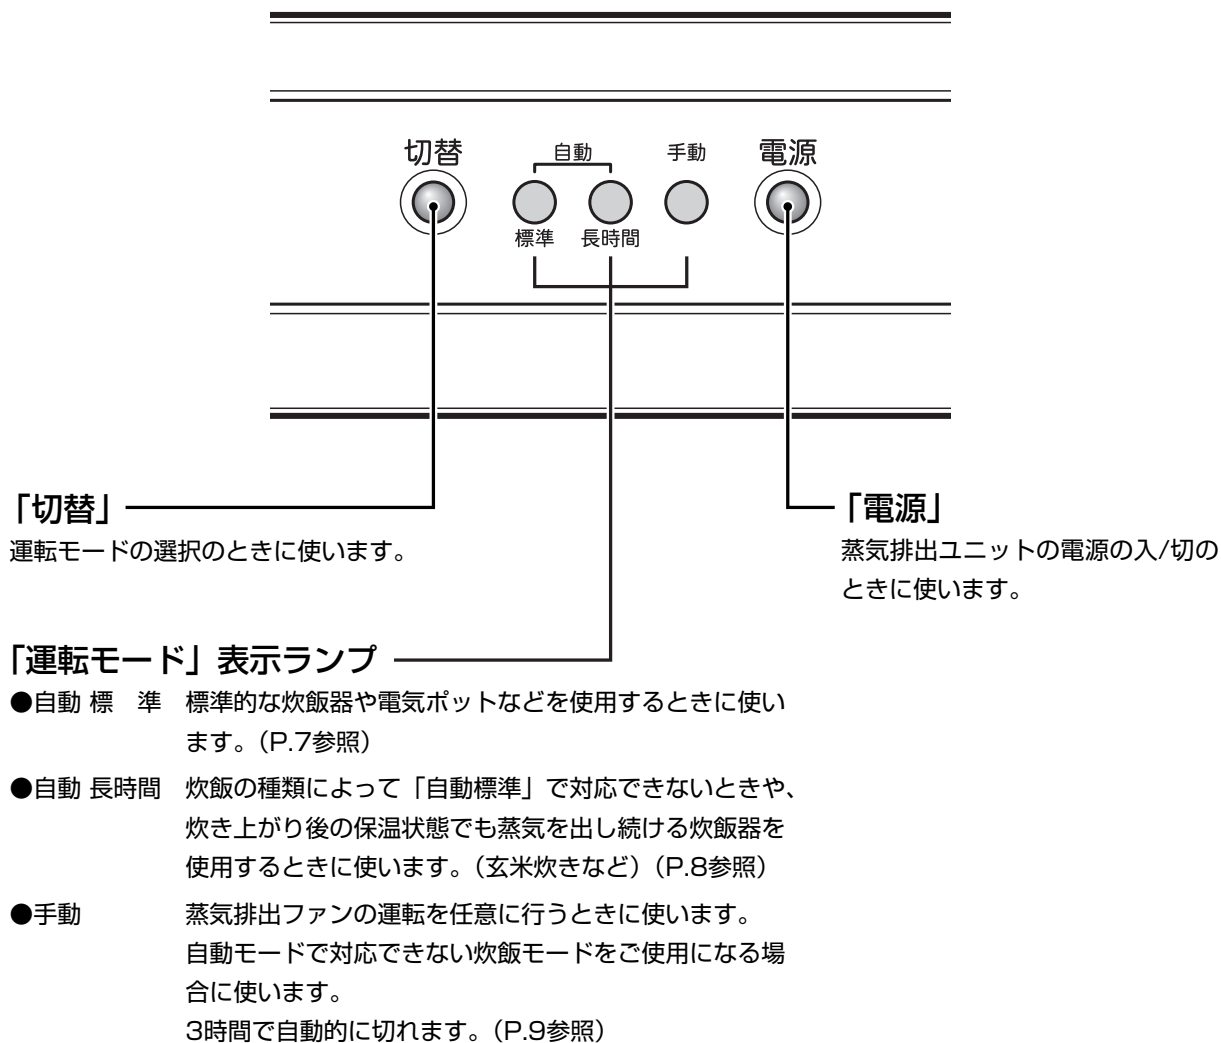 切替
自動
手動
電源
標準
長時間
「切替」
運転モードの選択のときに使います。
「電源」
蒸気排出ユニットの電源の入/切の
ときに使います。
「運転モード」表示ランプ
●自動 標　準　標準的な炊飯器や電気ポットなどを使用するときに使い
ます。（P.7参照）
●自動 長時間　炊飯の種類によって「自動標準」で対応できないときや、
炊き上がり後の保温状態でも蒸気を出し続ける炊飯器を
使用するときに使います。（玄米炊きなど）（P.8参照）
●手動　蒸気排出ファンの運転を任意に行うときに使います。
自動モードで対応できない炊飯モードをご使用になる場
合に使います。
3時間で自動的に切れます。（P.9参照）